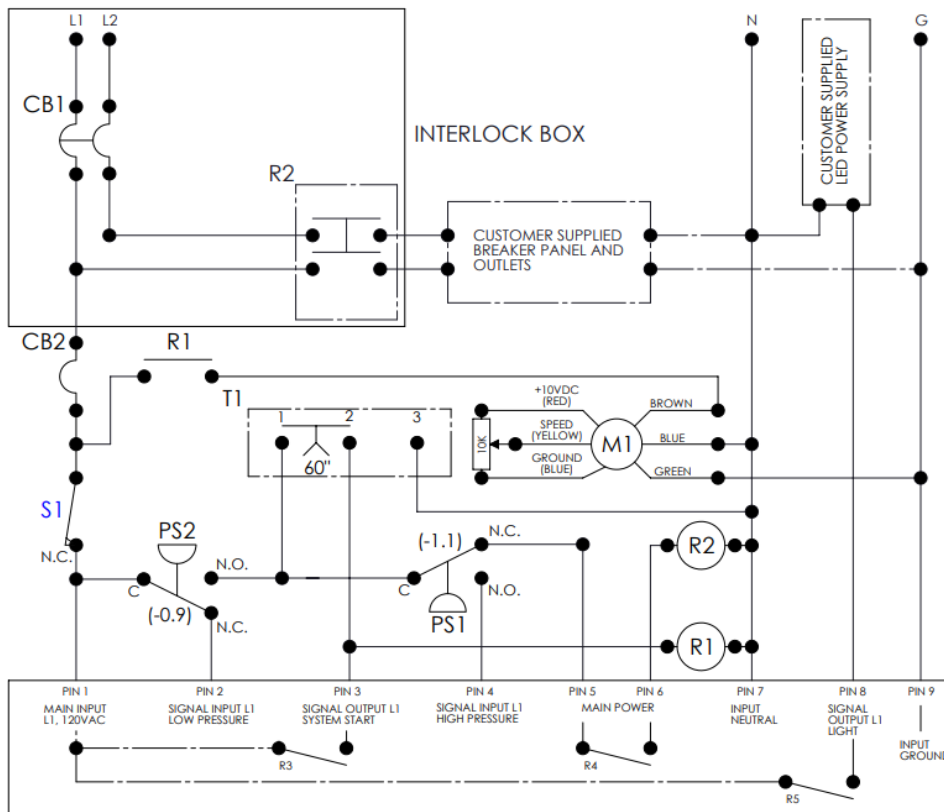 L1 L2 N G
CB1
INTERLOCK BOX
CUSTOMER SUPPLIED
LED POWER SUPPLY
R2
CUSTOMER SUPPLIED
BREAKER PANEL AND
OUTLETS
CB2
R1
T1
1 2 3
60"
+10VDC
(RED)
SPEED
(YELLOW)
GROUND
(BLUE)
10K
M1
BROWN
BLUE
GREEN
S1
N.C.
PS2
N.O.
C
(-0.9)
N.C.
(-1.1)
N.C.
C
N.O.
PS1
R2
R1
PIN 1
MAIN INPUT
L1, 120VAC
PIN 2
SIGNAL INPUT L1
LOW PRESSURE
PIN 3
SIGNAL OUTPUT L1
SYSTEM START
PIN 4
SIGNAL INPUT L1
HIGH PRESSURE
PIN 5 PIN 6
MAIN POWER
PIN 7
INPUT
NEUTRAL
PIN 8
SIGNAL
OUTPUT L1
LIGHT
PIN 9
INPUT
GROUND
R3
R4
R5